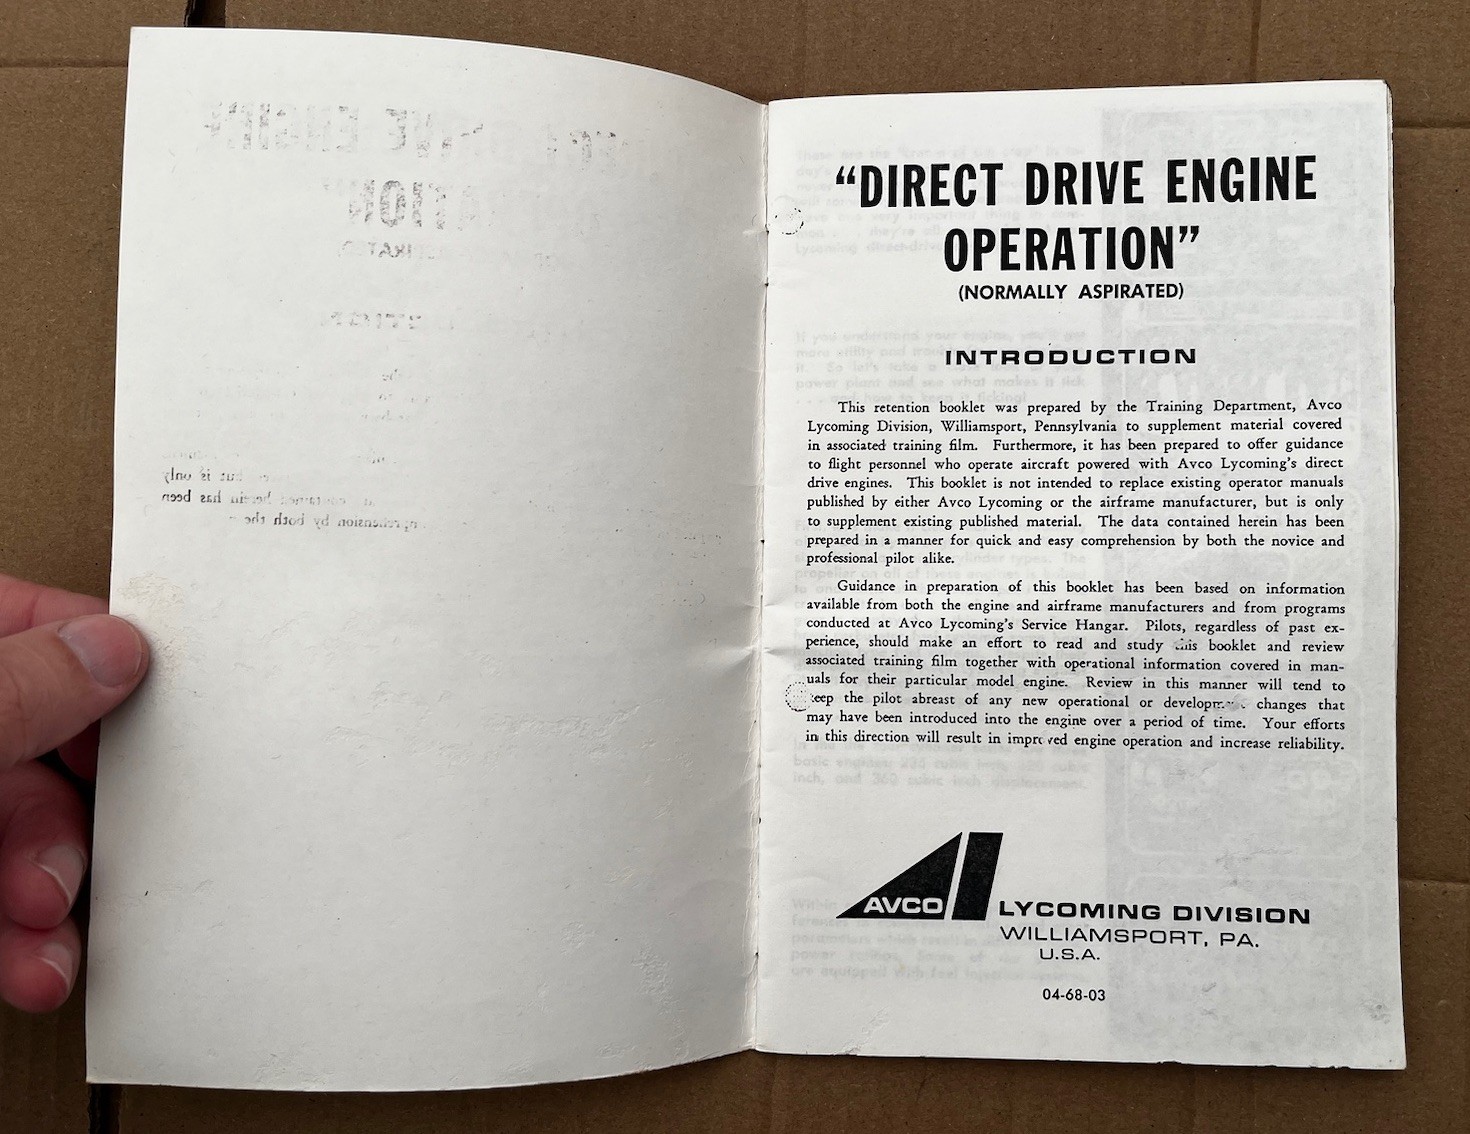 "DIRECT DRIVE ENGINE
OPERATION"
(NORMALLY ASPIRATED)
INTRODUCTION
This retention booklet was prepared by the Training Department, Avco
Lycoming Division, Williamsport, Pennsylvania to supplement material covered
in associated training film. Furthermore, it has been prepared to offer guidance
to flight personnel who operate aircraft powered with Avco Lycoming's direct
drive engines. This booklet is not intended to replace existing operator manuals
published by either Avco Lycoming or the airframe manufacturer, but is only
to supplement existing published material. The data contained herein has been
prepared in a manner for quick and easy comprehension by both the novice and
professional pilot alike.
Guidance in preparation of this booklet has been based on information
available from both the engine and airframe manufacturers and from programs
conducted at Avco Lycoming's Service Hangar. Pilots, regardless of past ex-
perience, should make an effort to read and study this booklet and review
associated training film together with operational information covered in man-
uals for their particular model engine. Review in this manner will tend to
keep the pilot abreast of any new operational or changes that
may have been introduced into the engine over a period of time. Your efforts
in this direction will result in improved engine operation and increase reliability.
AVCO
LYCOMING DIVISION
WILLIAMSPORT, PA.
U.S.A.
04-68-03